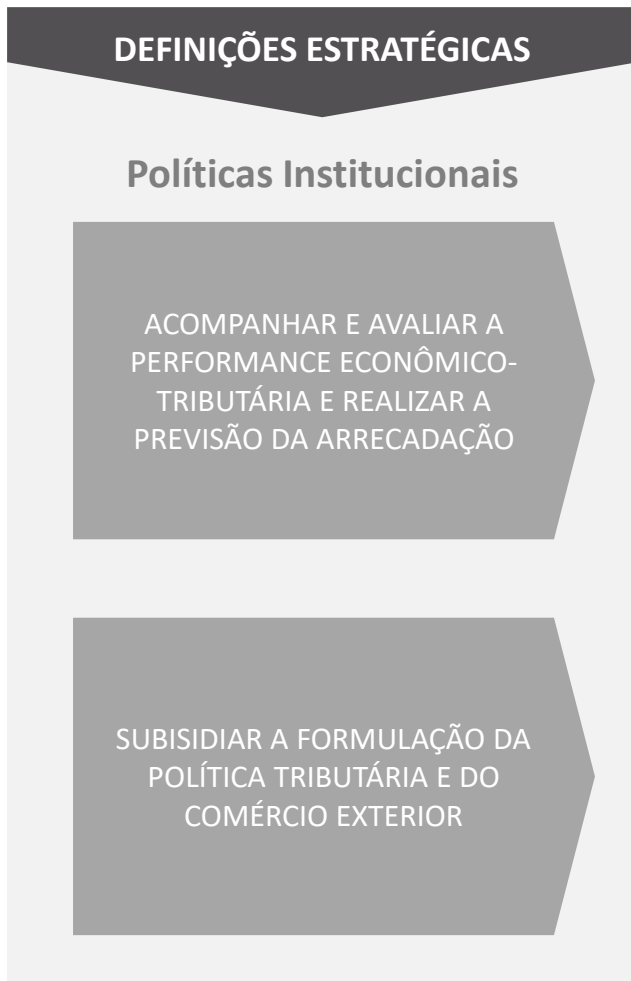 DEFINIÇÕES ESTRATÉGICAS
Políticas Institucionais
ACOMPANHAR E AVALIAR A
PERFORMANCE ECONÔMICO-
TRIBUTÁRIA E REALIZAR A
PREVISÃO DA ARRECADAÇÃO
SUBISIDIAR A FORMULAÇÃO DA
POLÍTICA TRIBUTÁRIA E DO
COMÉRCIO EXTERIOR